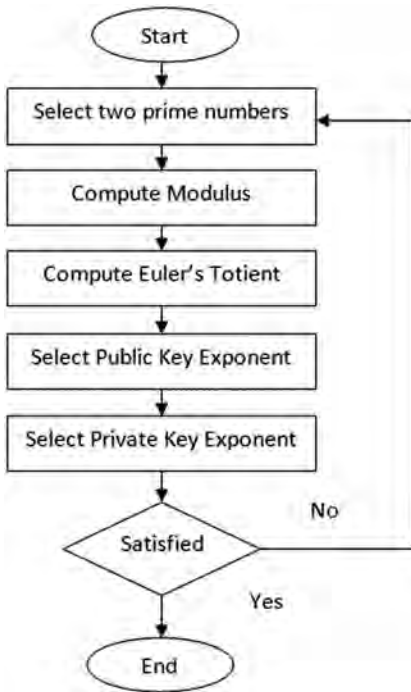 Start
Select two prime numbers
Compute Modulus
Compute Euler's Totient
Select Public Key Exponent
Select Private Key Exponent
Satisfied
No
Yes
End